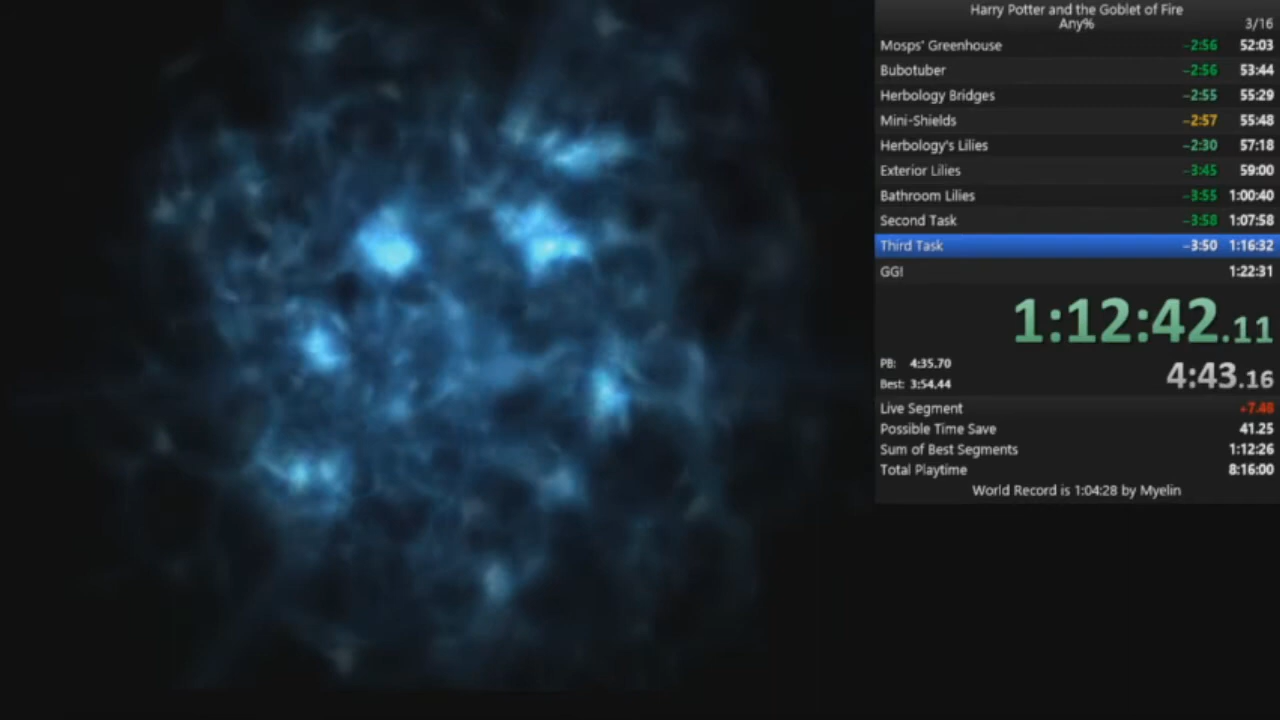 Harry Potter and the Goblet of Fire
Any% 3/16
Mosps' Greenhouse -2:56 52:03
Bubotuber -2:56 53:44
Herbology Bridges -2:55 55:29
Mini-Shields -2:57 55:48
Herbology's Lilies -2:30 57:18
Exterior Lilies -3:45 59:00
Bathroom Lilies -3:55 1:00:40
Second Task -3:58 1:07:58
Third Task -3:50 1:16:32
GG! 1:22:31
1:12:42.11
PB: 4:35.70
Best: 3:54.44
4:43.16
Live Segment +7.48
Possible Time Save 41.25
Sum of Best Segments 1:12:26
Total Playtime 8:16:00
World Record is 1:04:28 by Myelin